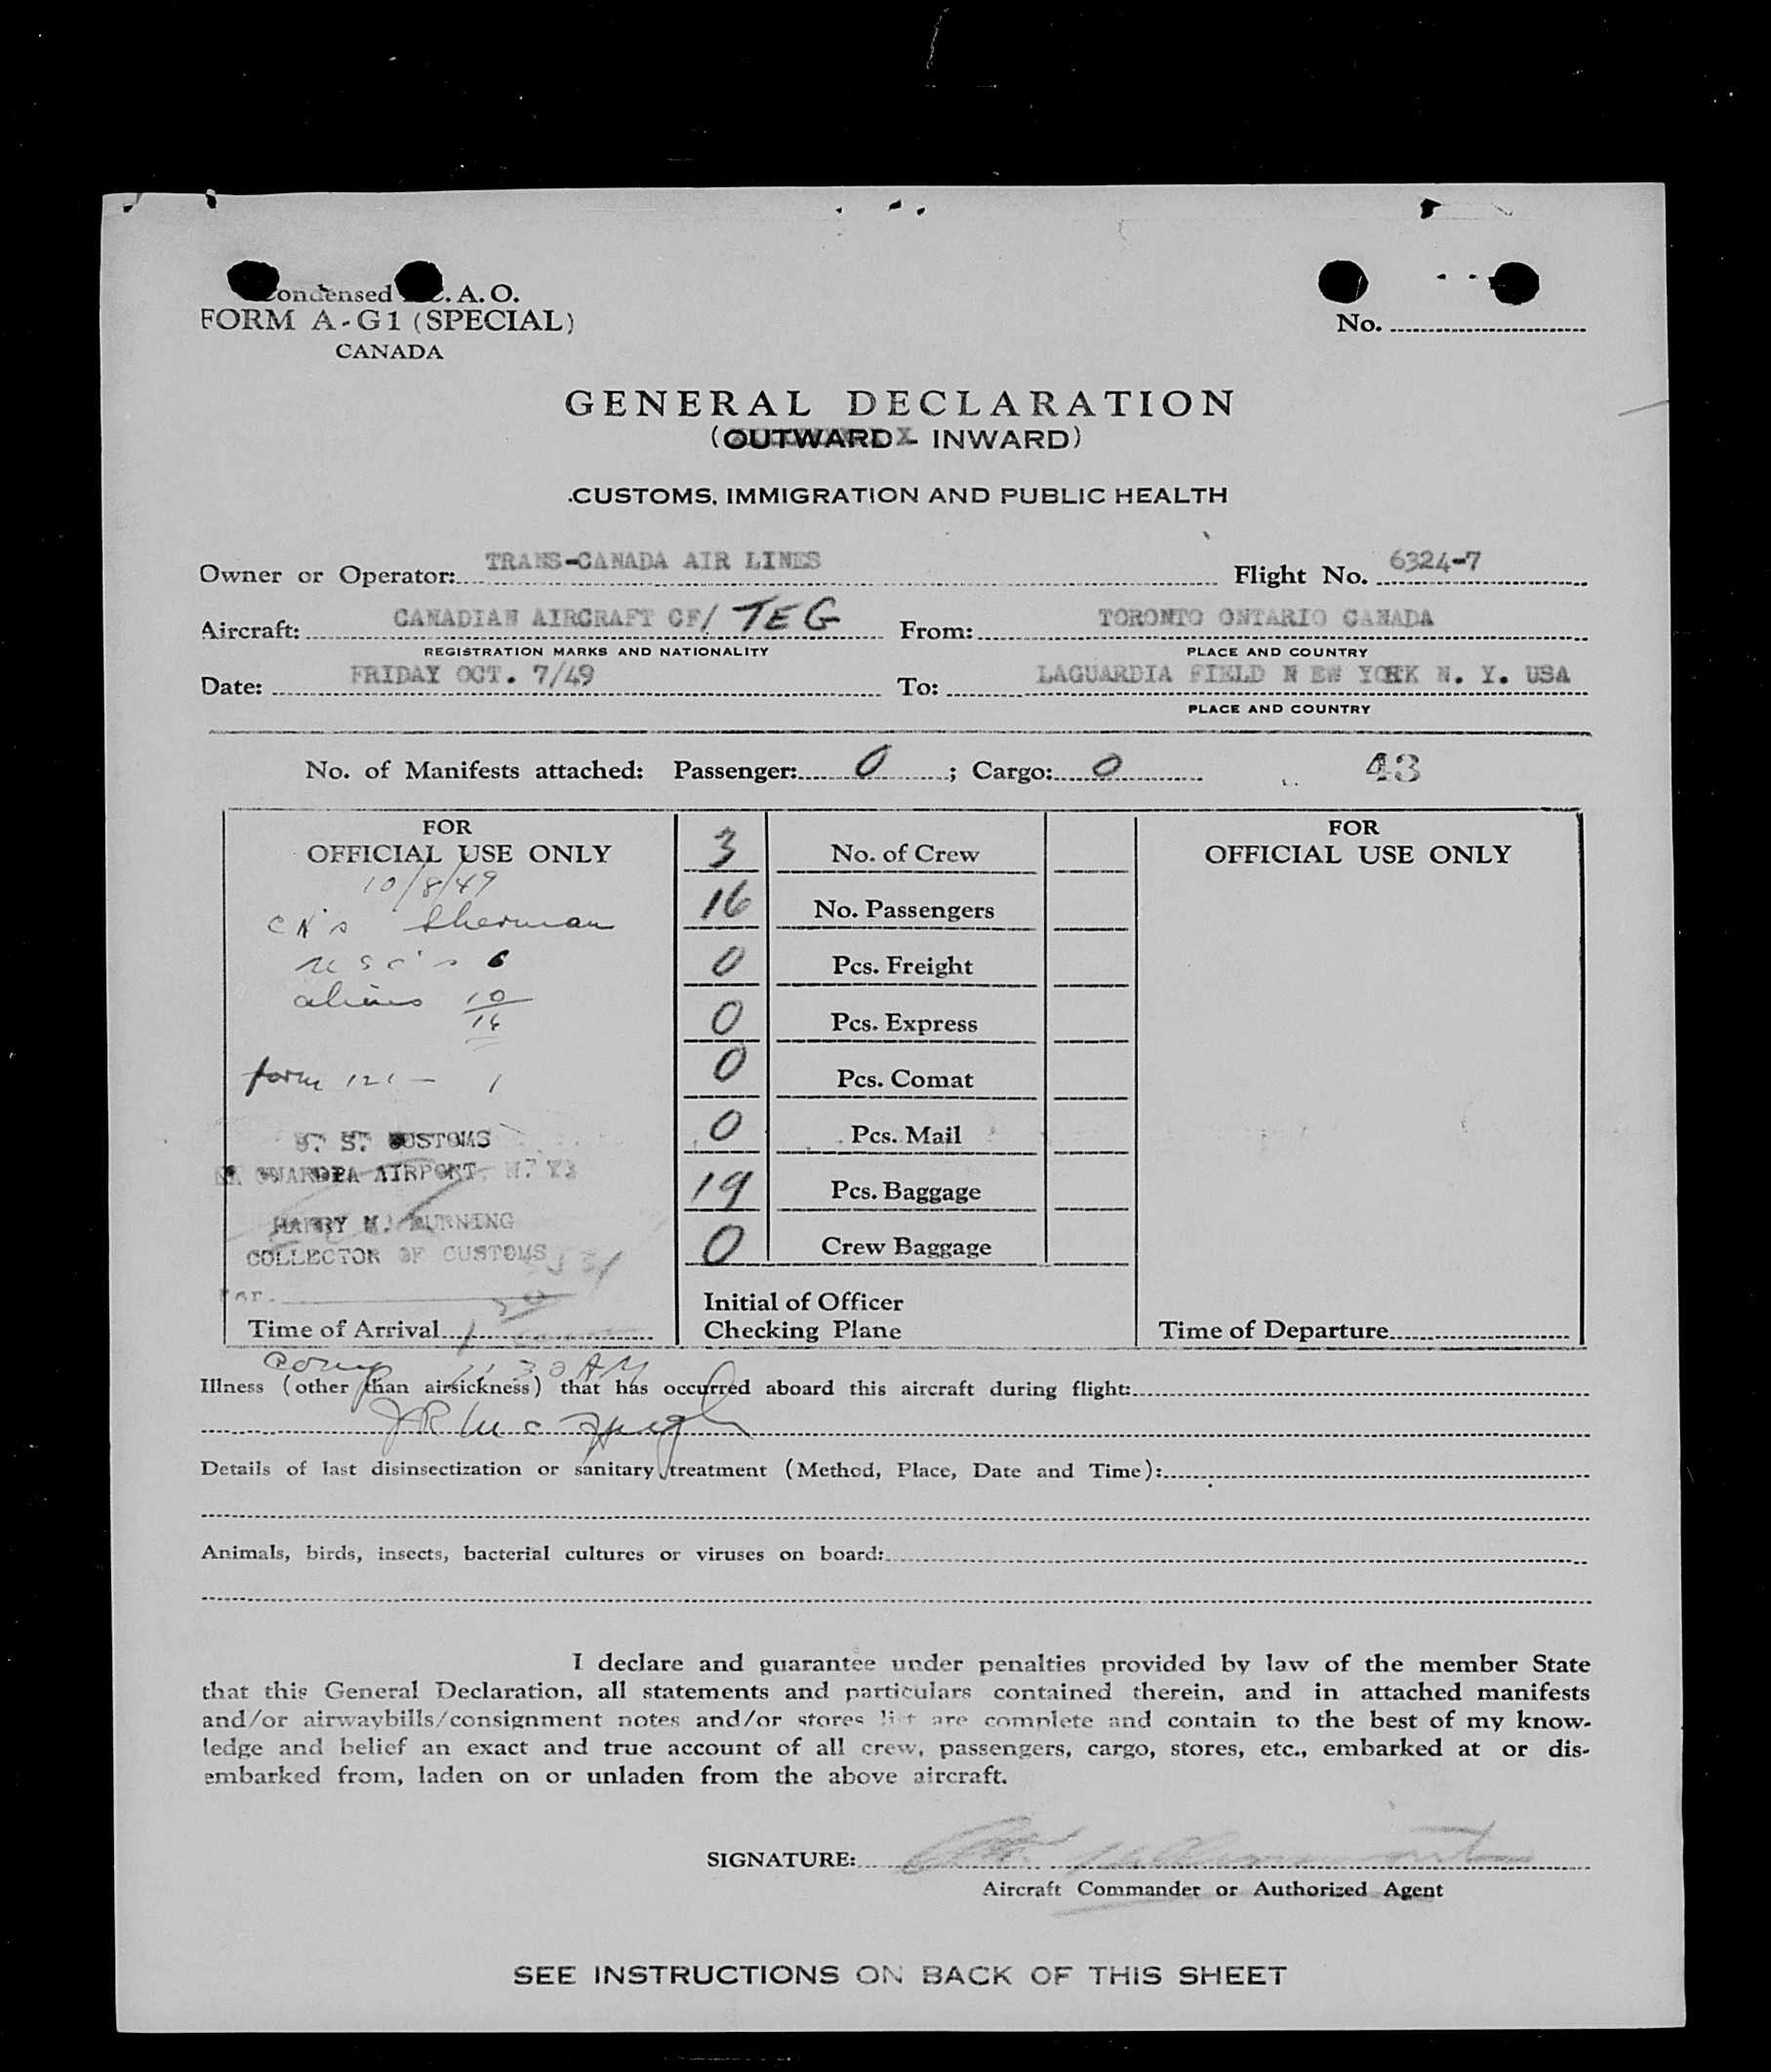 Condensed I.C.A.O.
FORM A-G1 (SPECIAL)
CANADA
No.
GENERAL DECLARATION
(OUTWARD - INWARD)
CUSTOMS, IMMIGRATION AND PUBLIC HEALTH
Owner or Operator: TRANS-CANADA AIR LINES Flight No. 6324-7
Aircraft: CANADIAN AIRCRAFT CF/ TEG From: TORONTO ONTARIO CANADA
REGISTRATION MARKS AND NATIONALITY PLACE AND COUNTRY
Date: FRIDAY OCT. 7/49 To: LAGUARDIA FIELD N EW YORK N. Y. USA
PLACE AND COUNTRY
No. of Manifests attached: Passenger: 0 ; Cargo: 0 43
FOR
OFFICIAL USE ONLY
10/8/49
Sherman
USC's 6
aliens 10
16
form 121 - 1
U. S. CUSTOMS
LA GUARDIA AIRPORT, N. Y.
HARRY M. DURNING
COLLECTOR OF CUSTOMS
Per.
Time of Arrival
3 No. of Crew
16 No. Passengers
0 Pcs. Freight
0 Pcs. Express
0 Pcs. Comat
0 Pcs. Mail
19 Pcs. Baggage
0 Crew Baggage
Initial of Officer
Checking Plane
FOR
OFFICIAL USE ONLY
Time of Departure
Comp 11 30 AM
Illness (other than airsickness) that has occurred aboard this aircraft during flight:
Details of last disinsectization or sanitary treatment (Method, Place, Date and Time):
Animals, birds, insects, bacterial cultures or viruses on board:
I declare and guarantee under penalties provided by law of the member State
that this General Declaration, all statements and particulars contained therein, and in attached manifests
and/or airwaybills/consignment notes and/or stores list are complete and contain to the best of my know-
ledge and belief an exact and true account of all crew, passengers, cargo, stores, etc., embarked at or dis-
embarked from, laden on or unladen from the above aircraft.
SIGNATURE:
Aircraft Commander or Authorized Agent
SEE INSTRUCTIONS ON BACK OF THIS SHEET